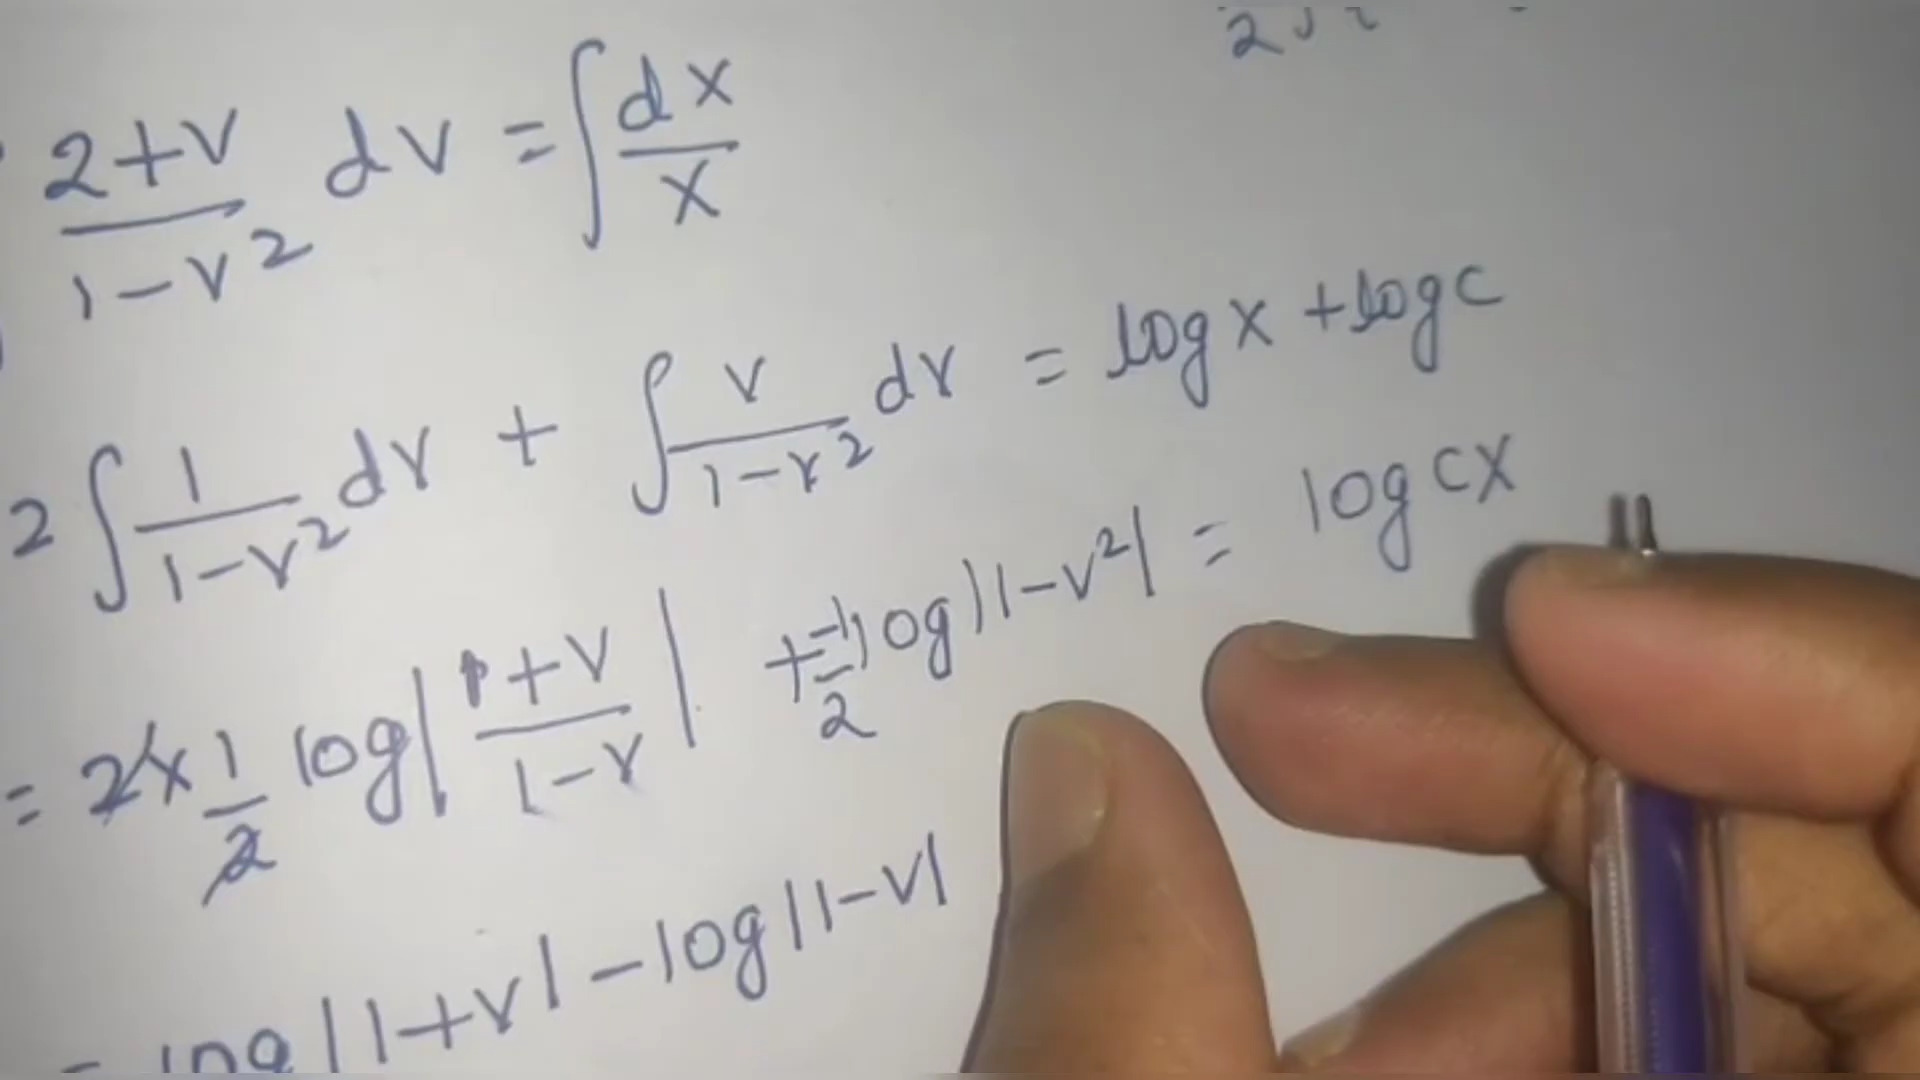 2+v/1-v² dv = ∫dx/x
2∫1/1-v² dv + ∫v/1-v² dv = log x + log c
= 2×1/2 log|1+v/1-v| + -1/2 log|1-v²| = log cx
= log|1+v| - log|1-v|